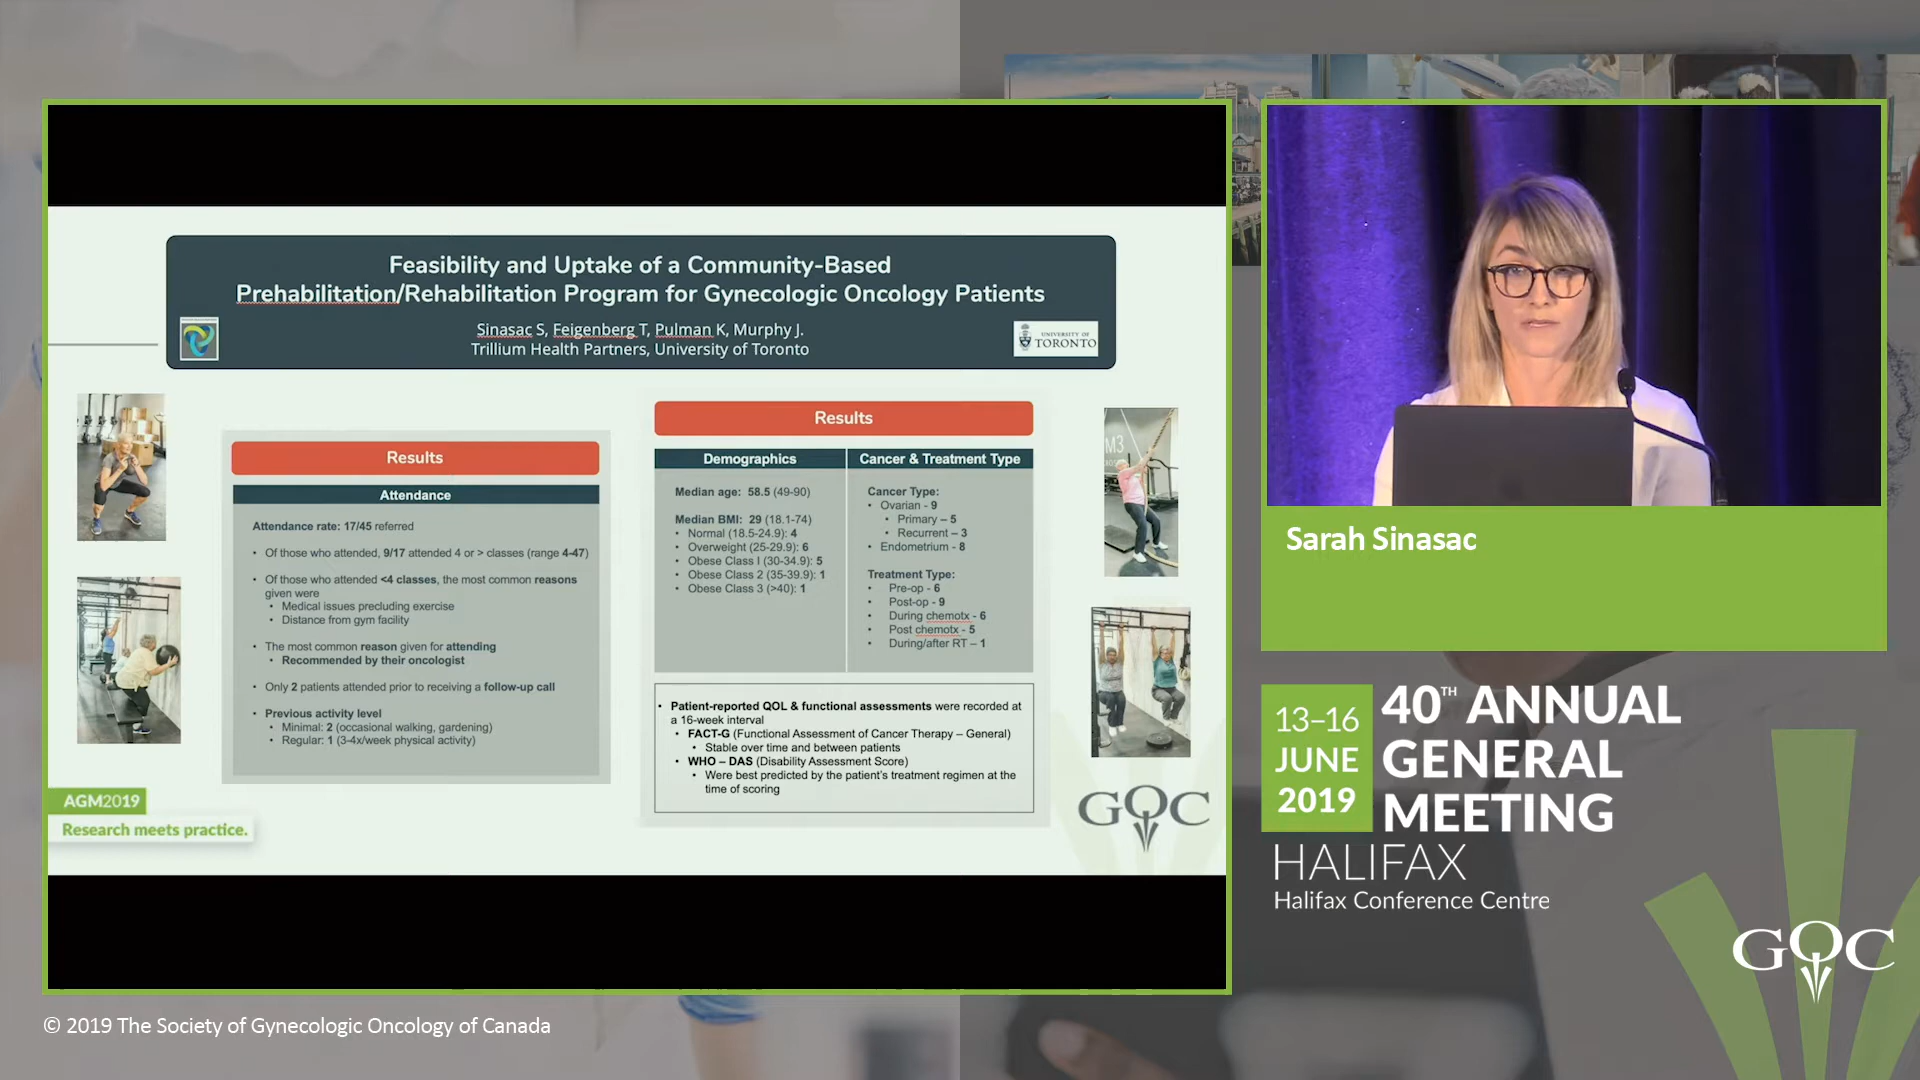 Feasibility and Uptake of a Community-Based
Prehabilitation/Rehabilitation Program for Gynecologic Oncology Patients
Sinasac S, Feigenberg T, Pulman K, Murphy J.
Trillium Health Partners, University of Toronto
UNIVERSITY OF
TORONTO
Results
Attendance
Attendance rate: 17/45 referred
• Of those who attended, 9/17 attended 4 or > classes (range 4-47)
• Of those who attended <4 classes, the most common reasons
given were
• Medical issues precluding exercise
• Distance from gym facility
• The most common reason given for attending
• Recommended by their oncologist
• Only 2 patients attended prior to receiving a follow-up call
• Previous activity level
• Minimal: 2 (occasional walking, gardening)
• Regular: 1 (3-4x/week physical activity)
Results
Demographics
Median age: 58.5 (49-90)
Median BMI: 29 (18.1-74)
• Normal (18.5-24.9): 4
• Overweight (25-29.9): 6
• Obese Class I (30-34.9): 5
• Obese Class 2 (35-39.9): 1
• Obese Class 3 (>40): 1
Cancer & Treatment Type
Cancer Type:
• Ovarian - 9
• Primary – 5
• Recurrent – 3
• Endometrium - 8
Treatment Type:
• Pre-op - 6
• Post-op - 9
• During chemotx - 6
• Post chemotx - 5
• During/after RT – 1
• Patient-reported QOL & functional assessments were recorded at
a 16-week interval
• FACT-G (Functional Assessment of Cancer Therapy – General)
• Stable over time and between patients
• WHO – DAS (Disability Assessment Score)
• Were best predicted by the patient's treatment regimen at the
time of scoring
M3
AGM2019
Research meets practice.
GOC
Sarah Sinasac
13–16
JUNE
2019
40TH ANNUAL
GENERAL
MEETING
HALIFAX
Halifax Conference Centre
GOC
© 2019 The Society of Gynecologic Oncology of Canada